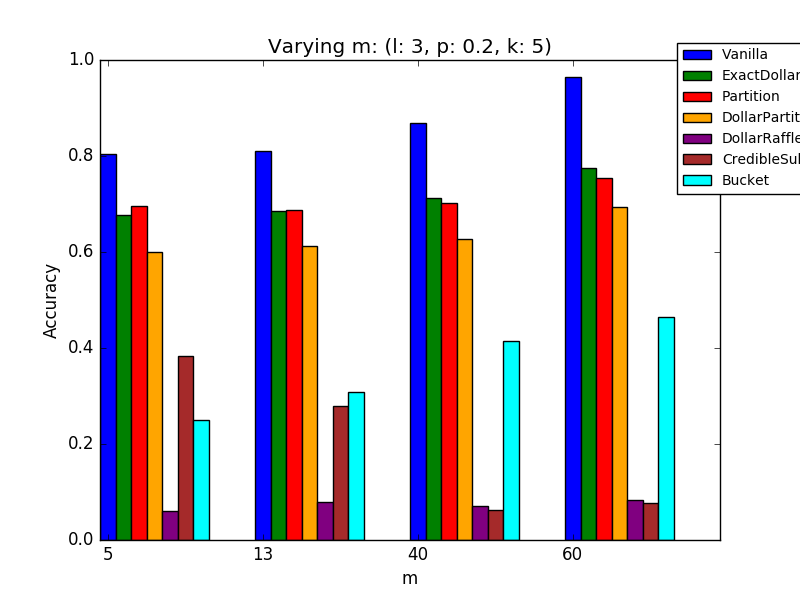 Varying m: (l: 3, p: 0.2, k: 5)
Vanilla
ExactDollar
Partition
DollarPartit
DollarRaffle
CredibleSu
Bucket
1.0
0.8
0.6
0.4
0.2
0.0
Accuracy
5 13 40 60
m